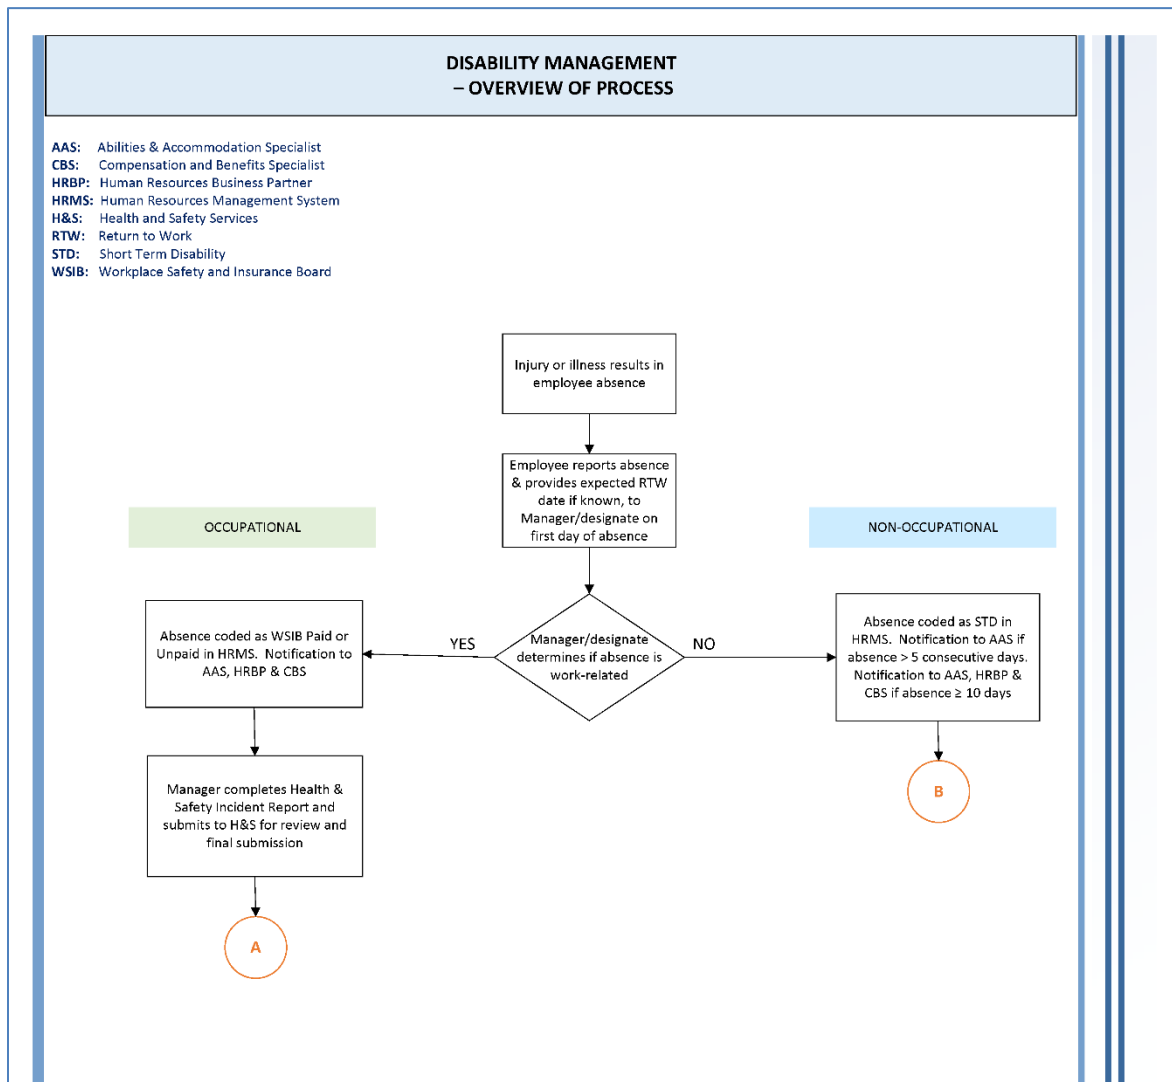 DISABILITY MANAGEMENT
– OVERVIEW OF PROCESS
AAS: Abilities & Accommodation Specialist
CBS: Compensation and Benefits Specialist
HRBP: Human Resources Business Partner
HRMS: Human Resources Management System
H&S: Health and Safety Services
RTW: Return to Work
STD: Short Term Disability
WSIB: Workplace Safety and Insurance Board
Injury or illness results in
employee absence
Employee reports absence
& provides expected RTW
date if known, to
Manager/designate on
first day of absence
OCCUPATIONAL
NON-OCCUPATIONAL
Absence coded as WSIB Paid or
Unpaid in HRMS. Notification to
AAS, HRBP & CBS
YES
Manager/designate
determines if absence is
work-related
NO
Absence coded as STD in
HRMS. Notification to AAS if
absence > 5 consecutive days.
Notification to AAS, HRBP &
CBS if absence ≥ 10 days
Manager completes Health &
Safety Incident Report and
submits to H&S for review and
final submission
B
A